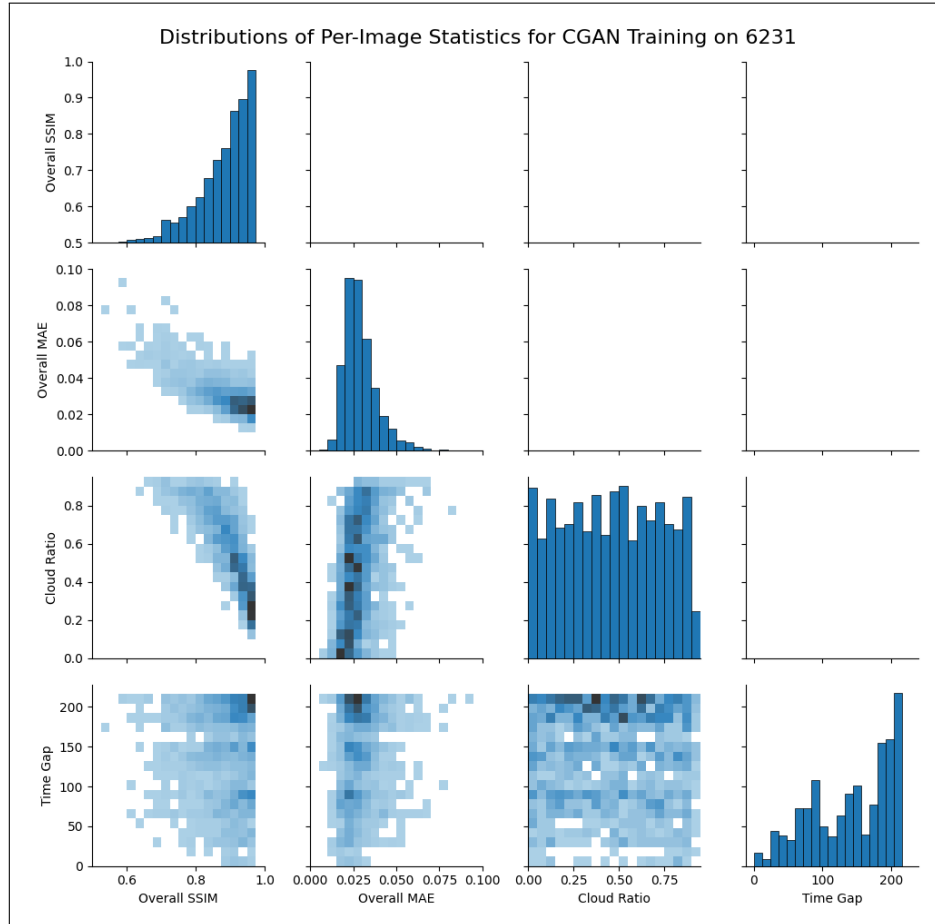 Distributions of Per-Image Statistics for CGAN Training on 6231
1.0
0.9
0.8
0.7
0.6
0.5
Overall SSIM
0.10
0.08
0.06
0.04
0.02
0.00
Overall MAE
0.8
0.6
0.4
0.2
0.0
Cloud Ratio
200
150
100
50
0
Time Gap
0.6 0.8 1.0
0.000 0.025 0.050 0.075 0.100
0.00 0.25 0.50 0.75
0 100 200
Overall SSIM
Overall MAE
Cloud Ratio
Time Gap